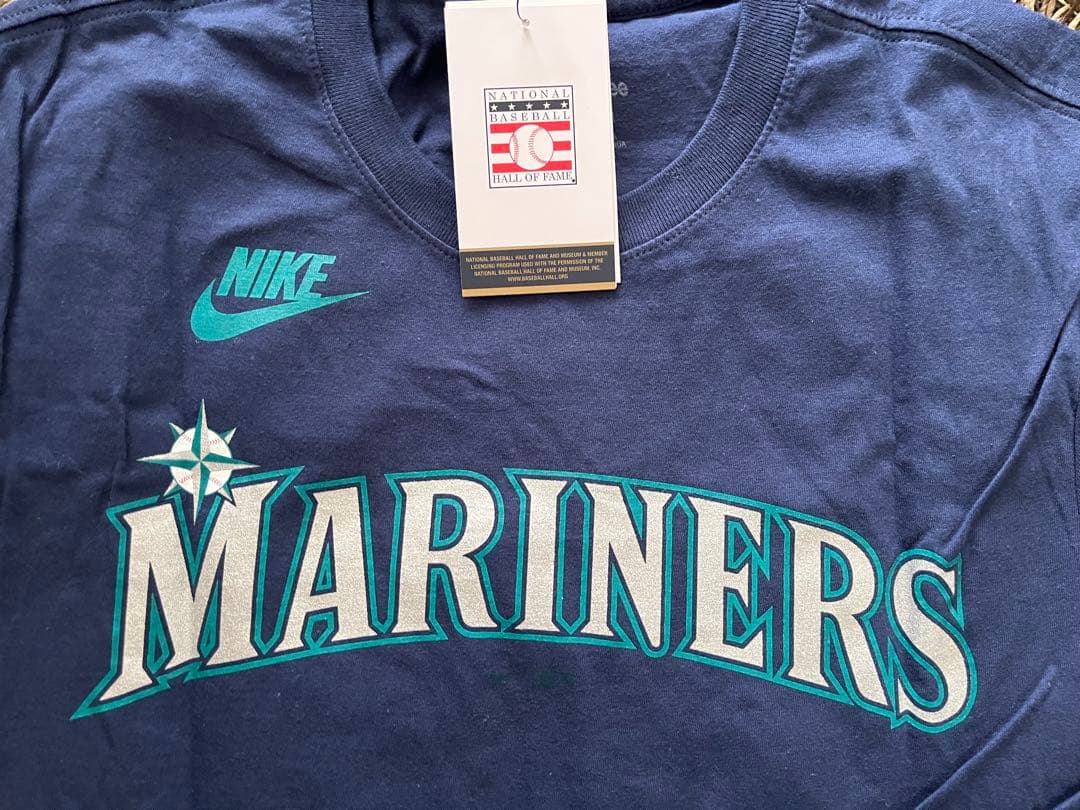 NATIONAL
BASEBALL
HALL OF FAME
NATIONAL BASEBALL HALL OF FAME AND MUSEUM & MEMBER
LICENSING PROGRAM USED WITH THE PERMISSION OF THE
NATIONAL BASEBALL HALL OF FAME AND MUSEUM, INC.
WWW.BASEBALLHALL.ORG
NIKE
MARINERS